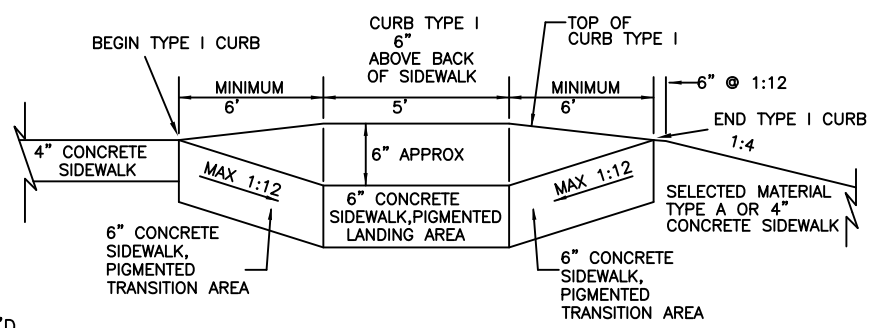 CURB TYPE I
6”
ABOVE BACK
OF SIDEWALK
TOP OF
CURB TYPE I
BEGIN TYPE I CURB
MINIMUM
6'
5'
MINIMUM
6'
6” @ 1:12
END TYPE I CURB
1:4
4” CONCRETE
SIDEWALK
6” APPROX
MAX 1:12
MAX 1:12
6” CONCRETE
SIDEWALK,PIGMENTED
LANDING AREA
SELECTED MATERIAL
TYPE A OR 4”
CONCRETE SIDEWALK
6” CONCRETE
SIDEWALK,
PIGMENTED
TRANSITION AREA
6” CONCRETE
SIDEWALK,
PIGMENTED
TRANSITION AREA